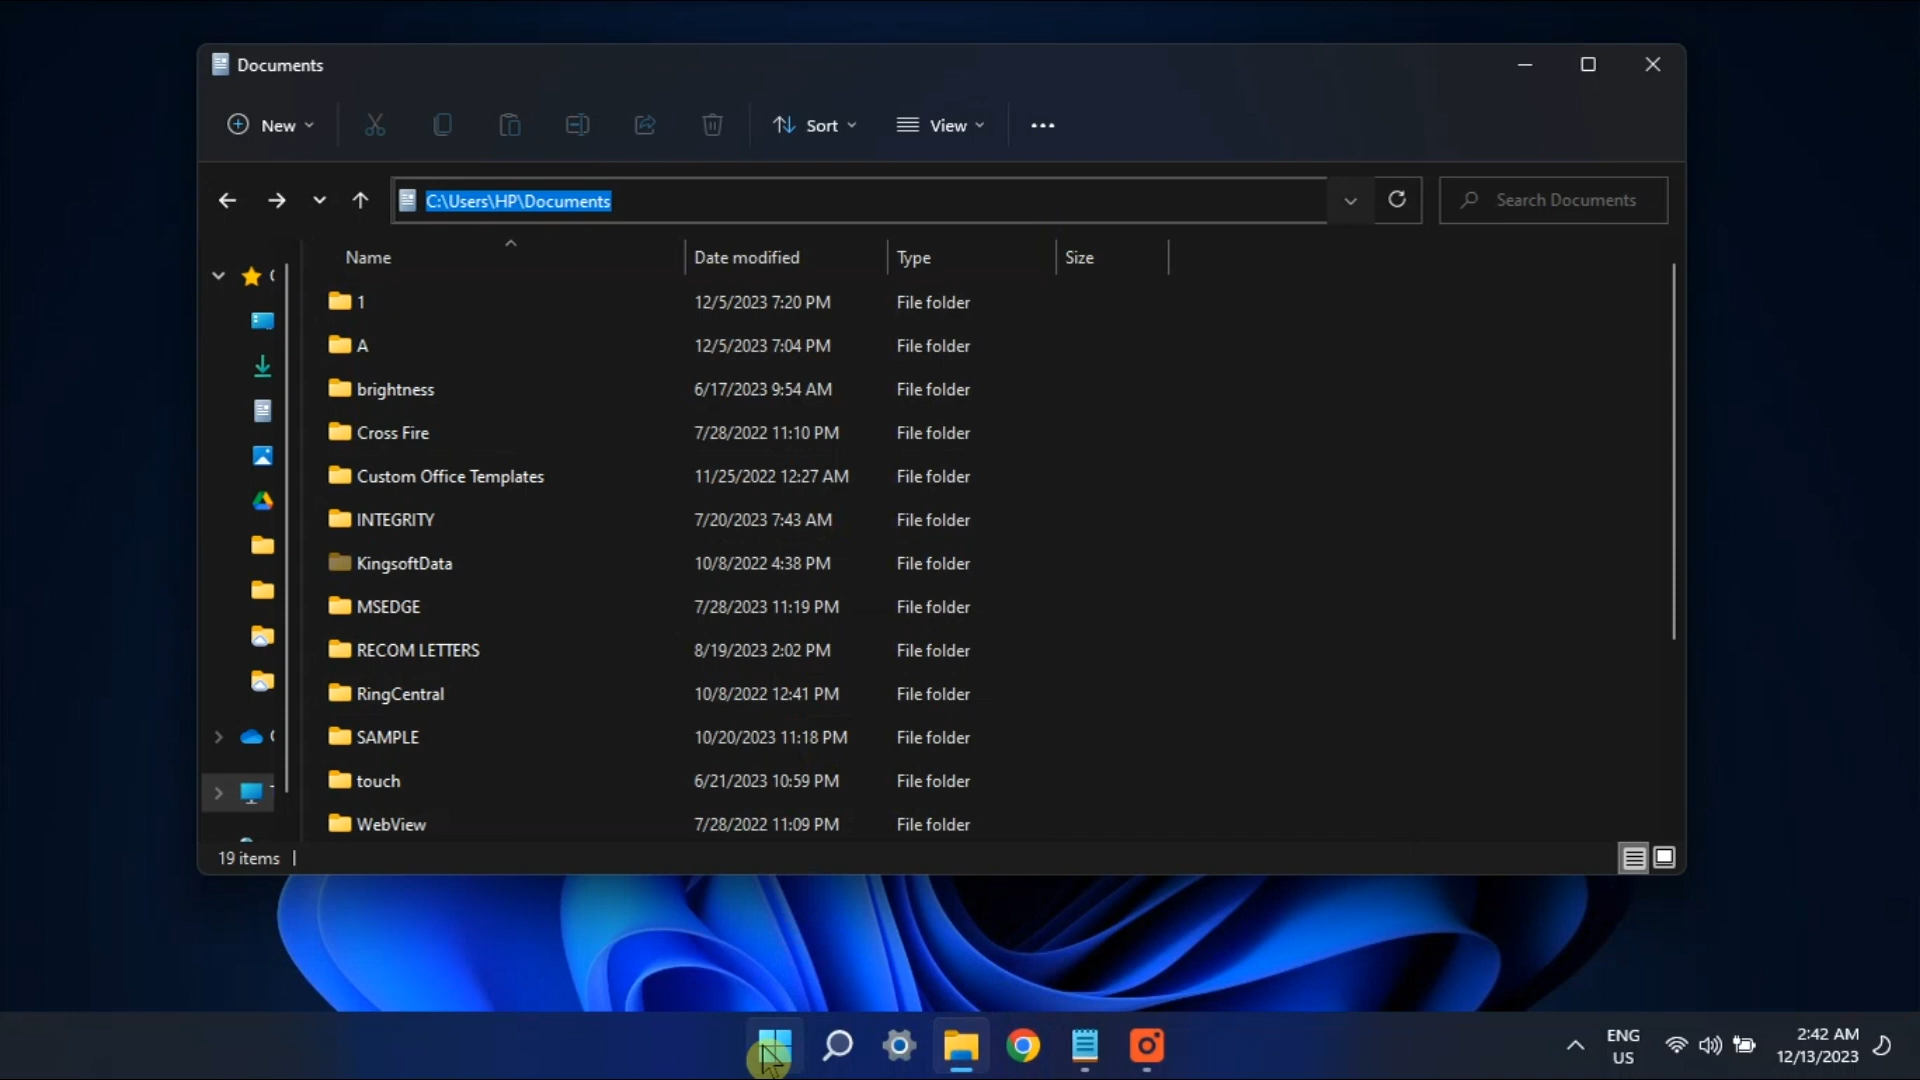 Documents
New
Sort
View
C:\Users\HP\Documents
Search Documents
Name Date modified Type Size
1 12/5/2023 7:20 PM File folder
A 12/5/2023 7:04 PM File folder
brightness 6/17/2023 9:54 AM File folder
Cross Fire 7/28/2022 11:10 PM File folder
Custom Office Templates 11/25/2022 12:27 AM File folder
INTEGRITY 7/20/2023 7:43 AM File folder
KingsoftData 10/8/2022 4:38 PM File folder
MSEDGE 7/28/2023 11:19 PM File folder
RECOM LETTERS 8/19/2023 2:02 PM File folder
RingCentral 10/8/2022 12:41 PM File folder
SAMPLE 10/20/2023 11:18 PM File folder
touch 6/21/2023 10:59 PM File folder
WebView 7/28/2022 11:09 PM File folder
19 items
ENG
US
2:42 AM
12/13/2023